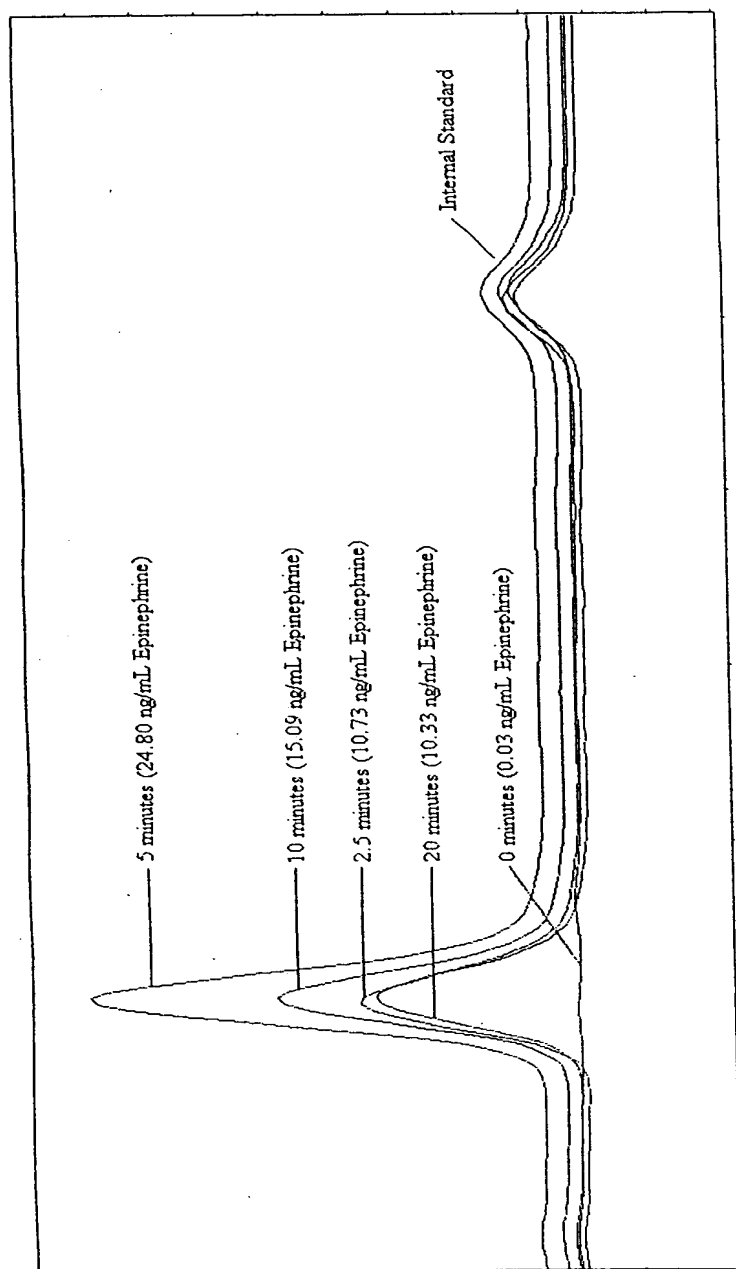 5 minutes (24.80 ng/mL Epinephrine)
10 minutes (15.09 ng/mL Epinephrine)
2.5 minutes (10.73 ng/mL Epinephrine)
20 minutes (10.33 ng/mL Epinephrine)
0 minutes (0.03 ng/mL Epinephrine)
Internal Standard